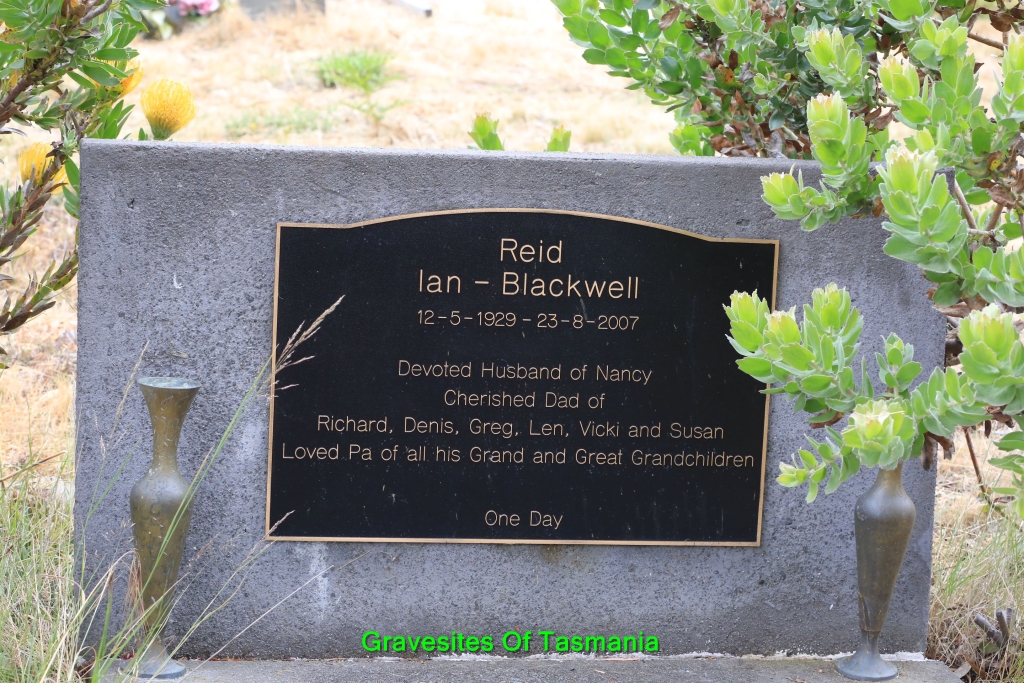 Reid
Ian - Blackwell
12-5-1929 - 23-8-2007
Devoted Husband of Nancy
Cherished Dad of
Richard, Denis, Greg, Len, Vicki and Susan
Loved Pa of all his Grand and Great Grandchildren
One Day
Gravesites Of Tasmania